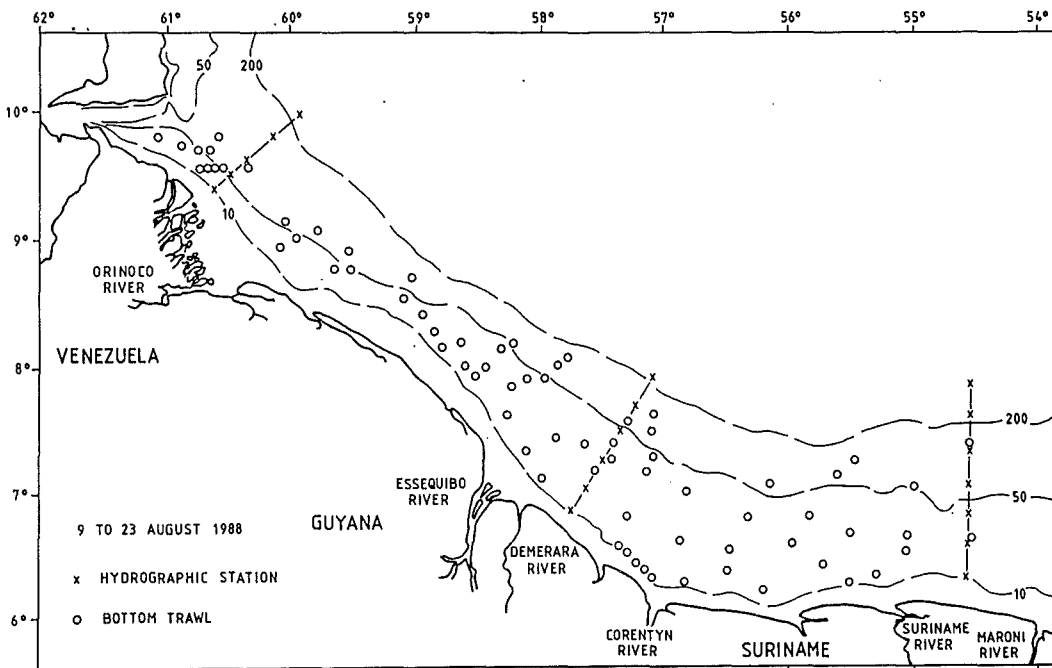 62° 61° 60° 59° 58° 57° 56° 55° 54°
50 200
10°
10
9°
ORINOCO
RIVER
VENEZUELA
8°
200
ESSEQUIBO
RIVER
7°
50
GUYANA
9 TO 23 AUGUST 1988
DEMERARA
RIVER
x HYDROGRAPHIC STATION
10
o BOTTOM TRAWL
6°
CORENTYN
RIVER
SURINAME
SURINAME
RIVER
MARONI
RIVER